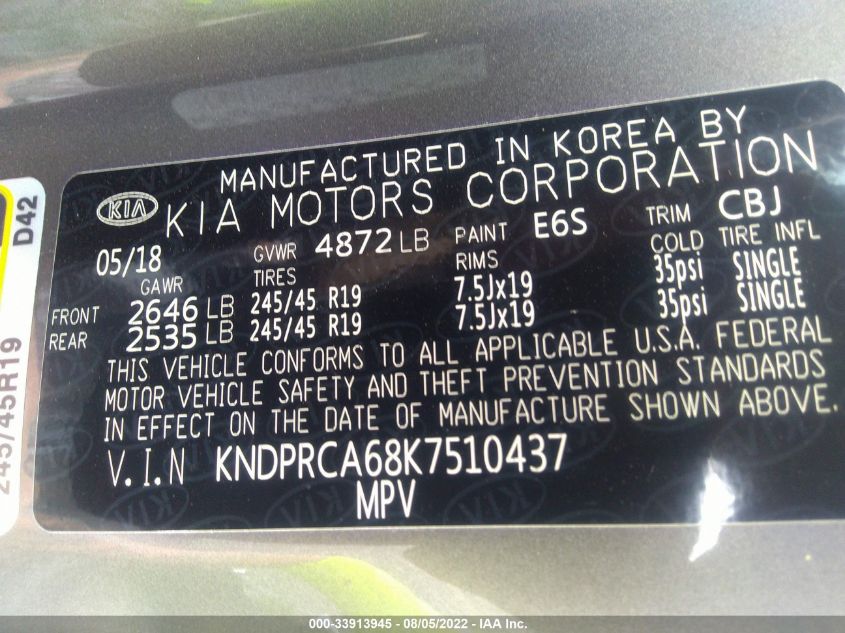 MANUFACTURED IN KOREA BY
KIA KIA MOTORS CORPORATION
05/18 GVWR 4872 LB PAINT E6S TRIM CBJ
GAWR TIRES RIMS COLD TIRE INFL
FRONT 2646 LB 245/45 R19 7.5Jx19 35psi SINGLE
REAR 2535 LB 245/45 R19 7.5Jx19 35psi SINGLE
THIS VEHICLE CONFORMS TO ALL APPLICABLE U.S.A. FEDERAL
MOTOR VEHICLE SAFETY AND THEFT PREVENTION STANDARDS
IN EFFECT ON THE DATE OF MANUFACTURE SHOWN ABOVE.
V.I.N KNDPRCA68K7510437
MPV
D42
245/45R19
000-33913945 - 08/05/2022 - IAA Inc.